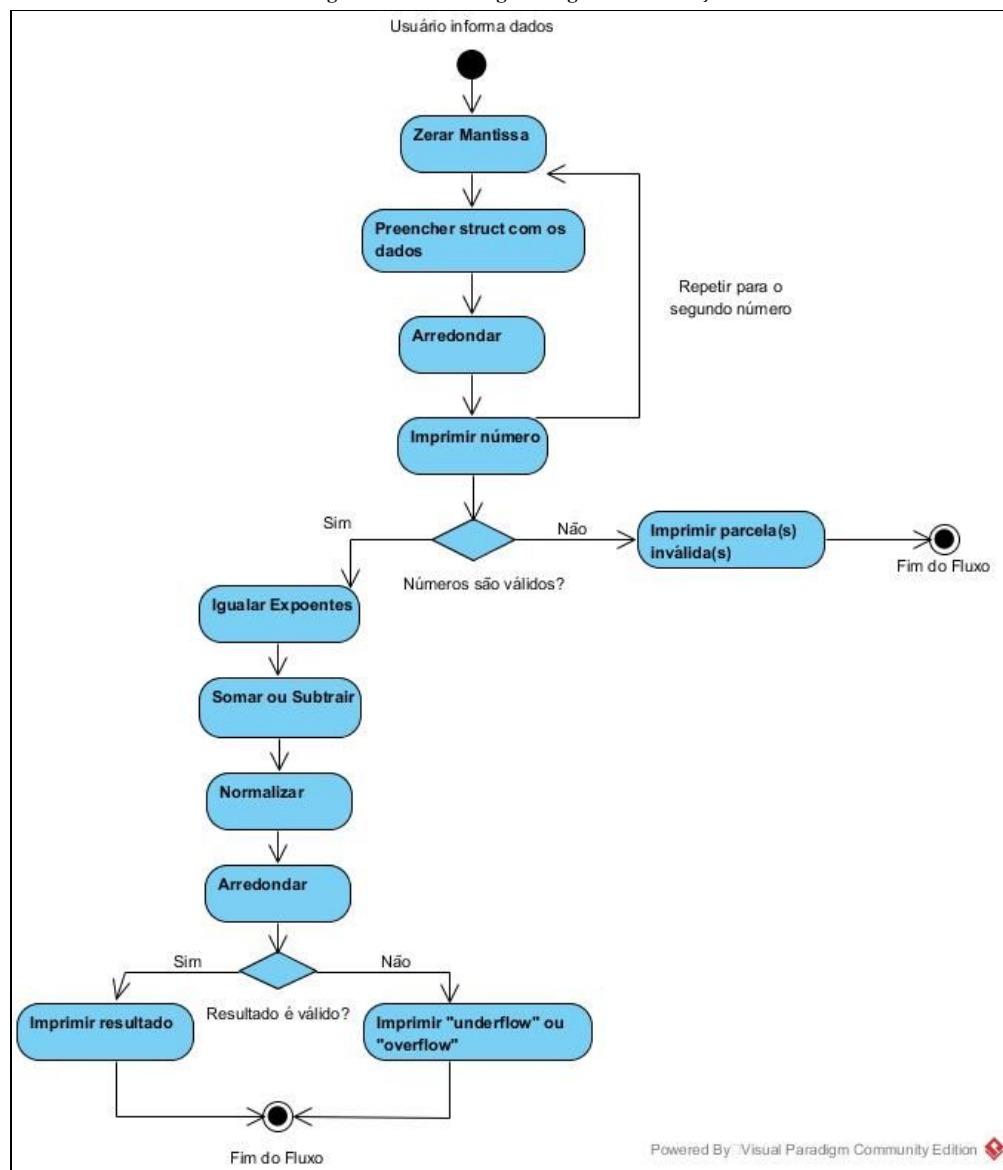 Usuário informa dados
Zerar Mantissa
Preencher struct com os
dados
Repetir para o
segundo número
Arredondar
Imprimir número
Sim
Não
Imprimir parcela(s)
inválida(s)
Números são válidos?
Fim do Fluxo
Igualar Expoentes
Somar ou Subtrair
Normalizar
Arredondar
Sim
Não
Resultado é válido?
Imprimir resultado
Imprimir "underflow" ou
"overflow"
Fim do Fluxo
Powered By Visual Paradigm Community Edition